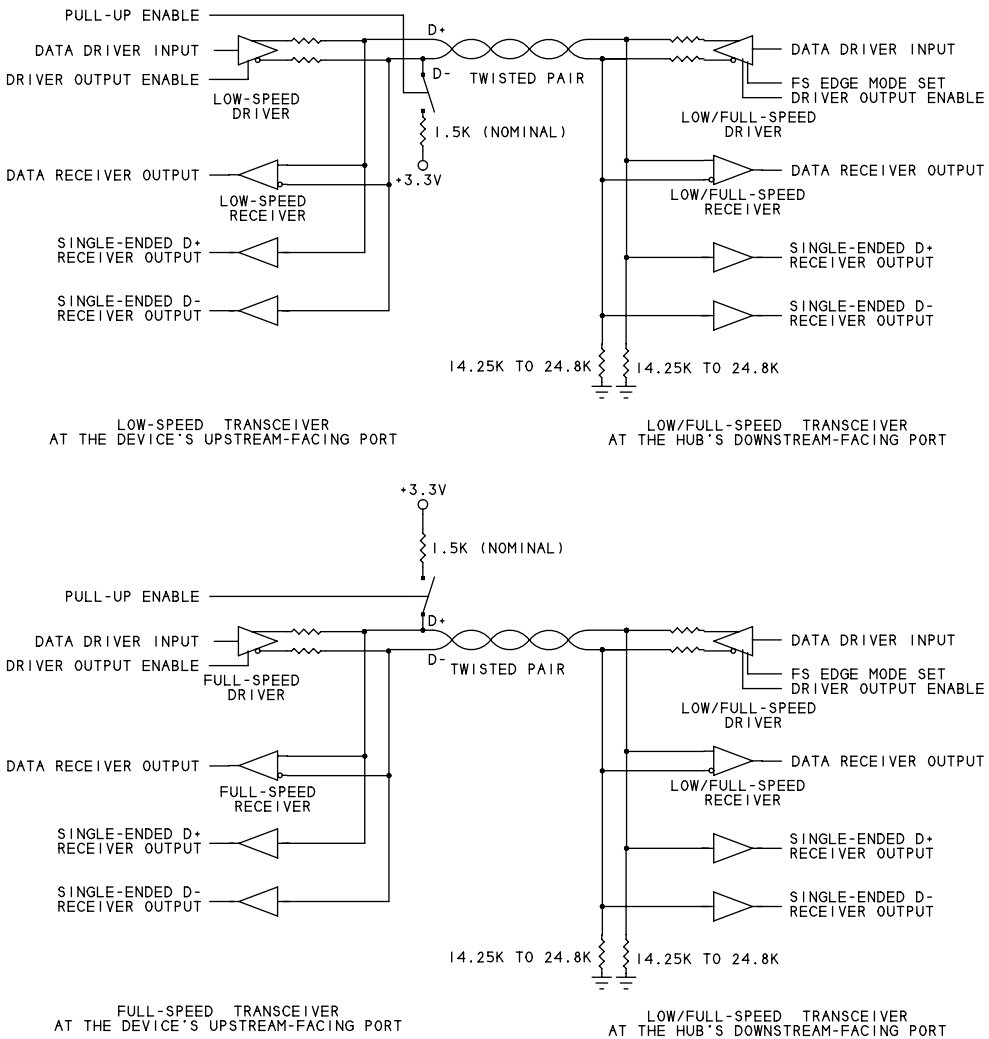 PULL-UP ENABLE
D+
DATA DRIVER INPUT
DATA DRIVER INPUT
D-
TWISTED PAIR
DRIVER OUTPUT ENABLE
FS EDGE MODE SET
DRIVER OUTPUT ENABLE
LOW-SPEED
DRIVER
LOW/FULL-SPEED
DRIVER
1.5K (NOMINAL)
+3.3V
DATA RECEIVER OUTPUT
DATA RECEIVER OUTPUT
LOW-SPEED
RECEIVER
LOW/FULL-SPEED
RECEIVER
SINGLE-ENDED D+
RECEIVER OUTPUT
SINGLE-ENDED D+
RECEIVER OUTPUT
SINGLE-ENDED D-
RECEIVER OUTPUT
SINGLE-ENDED D-
RECEIVER OUTPUT
14.25K TO 24.8K
14.25K TO 24.8K
LOW-SPEED TRANSCEIVER
AT THE DEVICE'S UPSTREAM-FACING PORT
LOW/FULL-SPEED TRANSCEIVER
AT THE HUB'S DOWNSTREAM-FACING PORT
+3.3V
1.5K (NOMINAL)
PULL-UP ENABLE
D+
DATA DRIVER INPUT
DATA DRIVER INPUT
D-
TWISTED PAIR
DRIVER OUTPUT ENABLE
FS EDGE MODE SET
DRIVER OUTPUT ENABLE
FULL-SPEED
DRIVER
LOW/FULL-SPEED
DRIVER
DATA RECEIVER OUTPUT
DATA RECEIVER OUTPUT
FULL-SPEED
RECEIVER
LOW/FULL-SPEED
RECEIVER
SINGLE-ENDED D+
RECEIVER OUTPUT
SINGLE-ENDED D+
RECEIVER OUTPUT
SINGLE-ENDED D-
RECEIVER OUTPUT
SINGLE-ENDED D-
RECEIVER OUTPUT
14.25K TO 24.8K
14.25K TO 24.8K
FULL-SPEED TRANSCEIVER
AT THE DEVICE'S UPSTREAM-FACING PORT
LOW/FULL-SPEED TRANSCEIVER
AT THE HUB'S DOWNSTREAM-FACING PORT